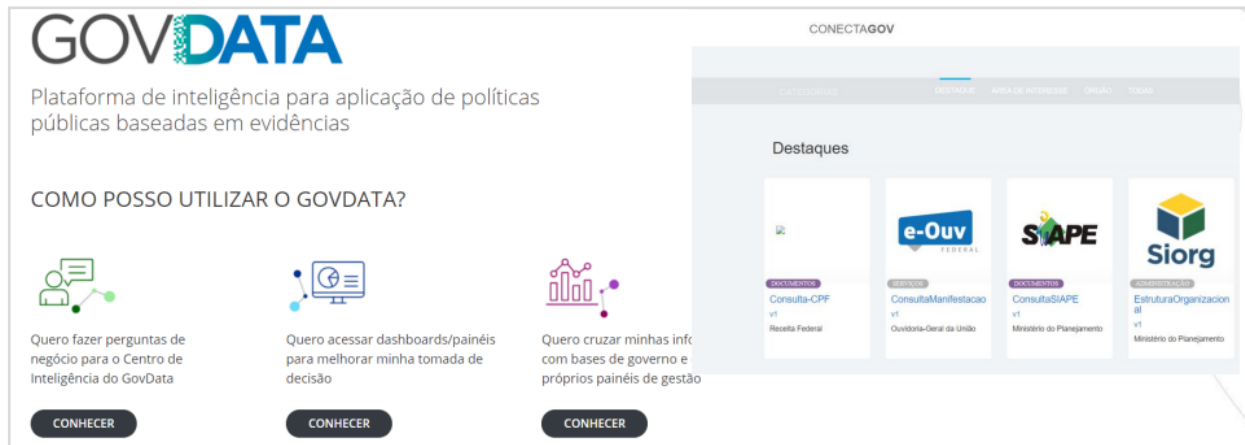 GOVDATA
Plataforma de inteligência para aplicação de políticas
públicas baseadas em evidências
COMO POSSO UTILIZAR O GOVDATA?
Quero fazer perguntas de
negócio para o Centro de
Inteligência do GovData
CONHECER
Quero acessar dashboards/painéis
para melhorar minha tomada de
decisão
CONHECER
Quero cruzar minhas
com bases de governo e
próprios painéis de gestão
CONHECER
CONECTAGOV
CATEGORIAS DESTAQUE ÁREA DE INTERESSE ÓRGÃO TODAS
Destaques
DOCUMENTOS
Consulta-CPF
v1
Receita Federal
e-Ouv
FEDERAL
SERVIÇOS
ConsultaManifestacao
v1
Ouvidoria-Geral da União
SIAPE
DOCUMENTOS
ConsultaSIAPE
v1
Ministério do Planejamento
Siorg
ADMINISTRAÇÃO
EstruturaOrganizacion
al
v1
Ministério do Planejamento